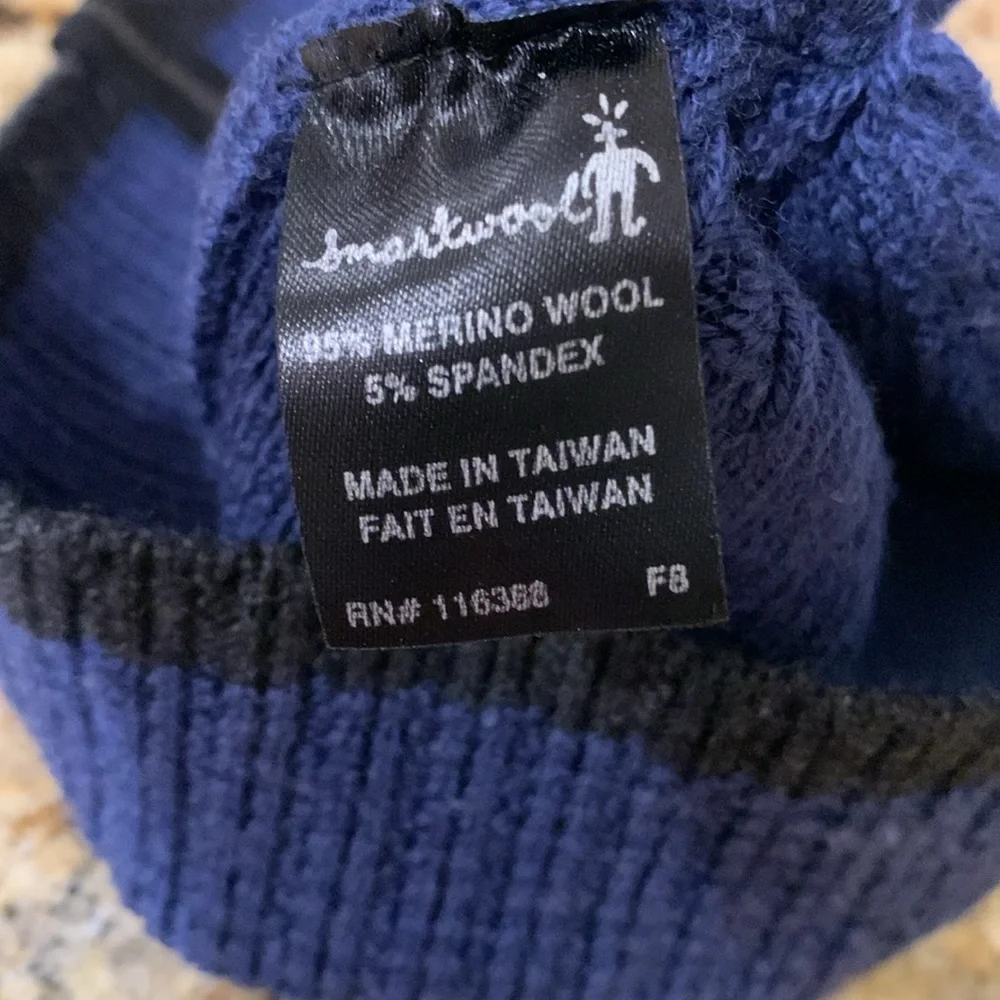 smartwool
95% MERINO WOOL
5% SPANDEX
MADE IN TAIWAN
FAIT EN TAIWAN
RN# 116388 F8